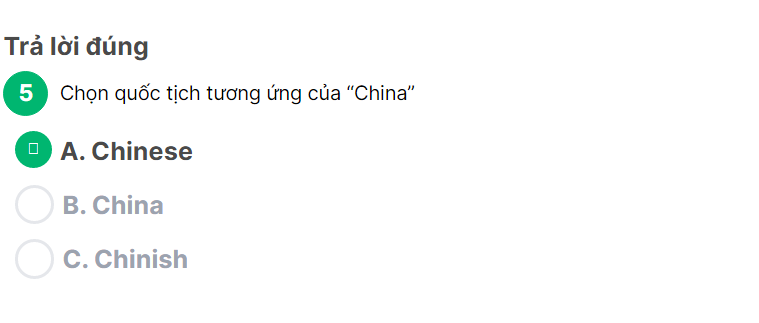 Trả lời đúng
5 Chọn quốc tịch tương ứng của “China”
A. Chinese
B. China
C. Chinish